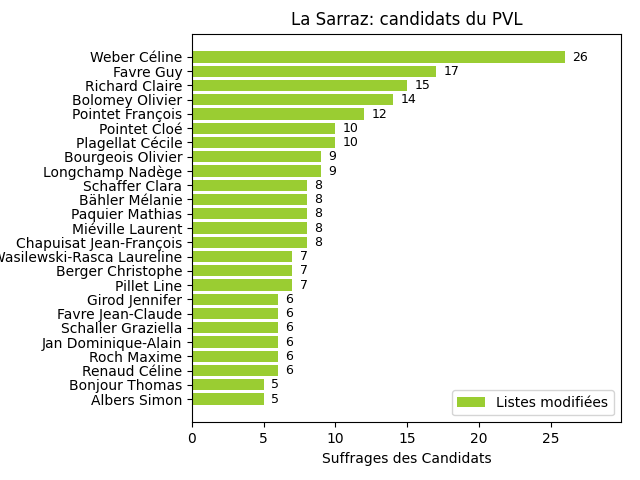 La Sarraz: candidats du PVL
Weber Céline 26
Favre Guy 17
Richard Claire 15
Bolomey Olivier 14
Pointet François 12
Pointet Cloé 10
Plagellat Cécile 10
Bourgeois Olivier 9
Longchamp Nadège 9
Schaffer Clara 8
Bähler Mélanie 8
Paquier Mathias 8
Miéville Laurent 8
Chapuisat Jean-François 8
Wasilewski-Rasca Laureline 7
Berger Christophe 7
Pillet Line 7
Girod Jennifer 6
Favre Jean-Claude 6
Schaller Graziella 6
Jan Dominique-Alain 6
Roch Maxime 6
Renaud Céline 6
Bonjour Thomas 5
Albers Simon 5
Listes modifiées
0 5 10 15 20 25
Suffrages des Candidats